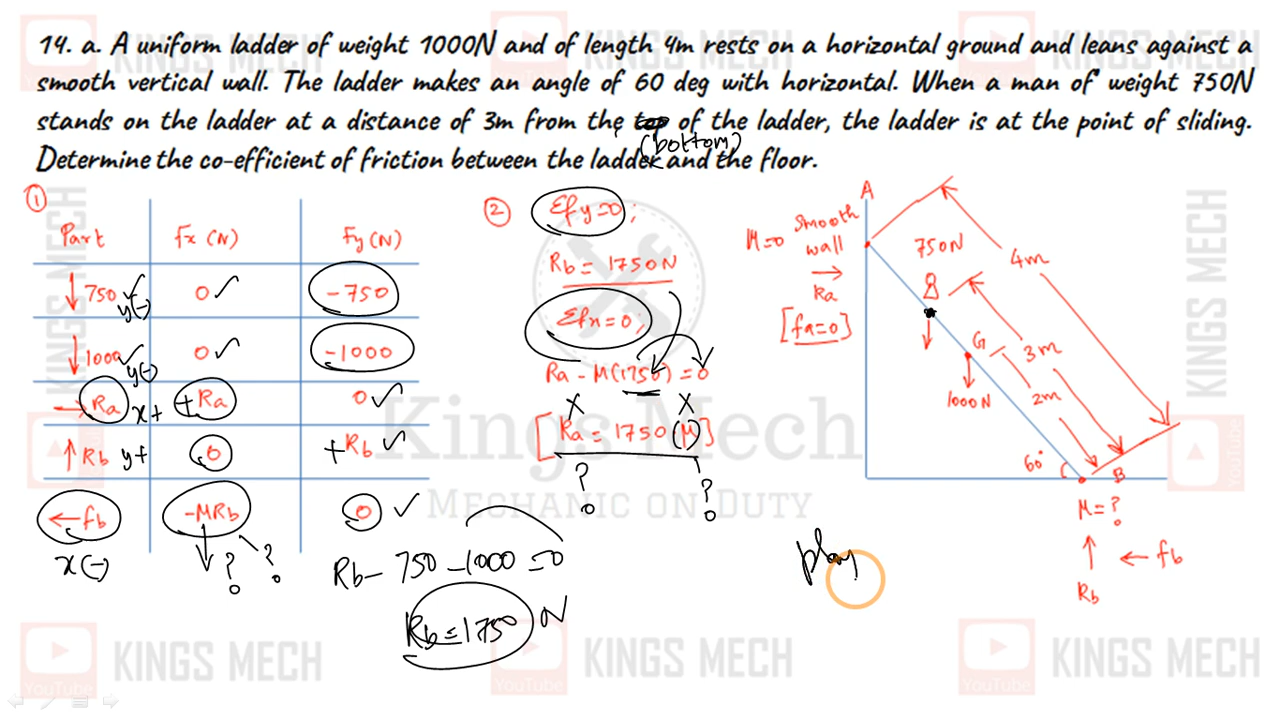 14. a. A uniform ladder of weight 1000N and of length 4m rests on a horizontal ground and leans against a
smooth vertical wall. The ladder makes an angle of 60 deg with horizontal. When a man of weight 750N
stands on the ladder at a distance of 3m from the top of the ladder, the ladder is at the point of sliding.
(bottom)
Determine the co-efficient of friction between the ladder and the floor.
①
Part Fx (N) Fy (N)
↓ 750 y(-) 0 -750
↓ 1000 y(-) 0 -1000
→ Ra x+ +Ra 0
↑ Rb y+ 0 +Rb
← fb -MRb 0
x(-) ? ?
Rb - 750 - 1000 = 0
Rb = 1750 N
② Σfy=0;
Rb = 1750N
Σfx=0;
Ra - M(1750) = 0
x x
[Ra = 1750 (M)]
? ?
A
M=0 smooth wall
→
Ra
[fa=0]
750N
4m
3m
G
1000N
2m
60° C B
M = ?
↑ ← fb
Rb
play
KINGS MECH
YouTube
Kings Mech
MECHANIC ON DUTY